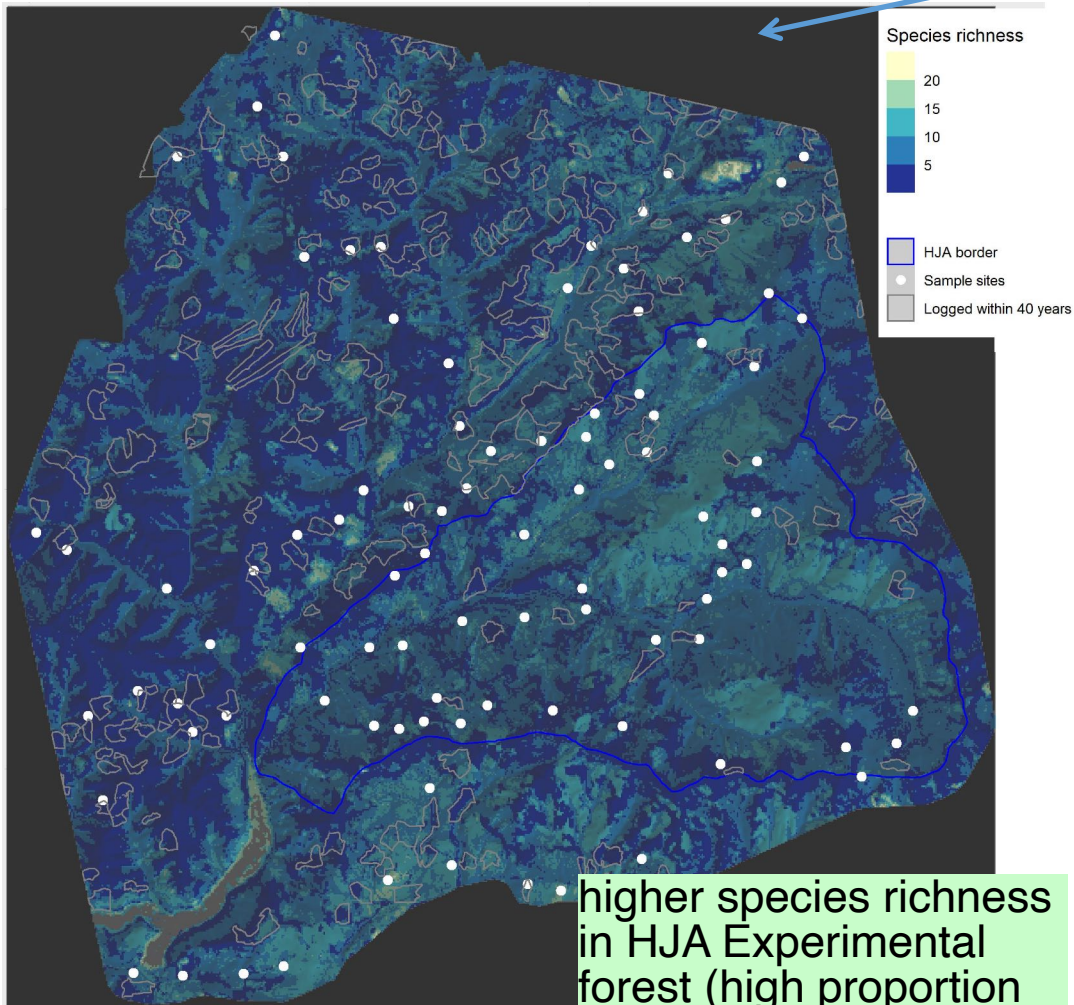 Species richness
20
15
10
5
HJA border
Sample sites
Logged within 40 years
higher species richness
in HJA Experimental
forest (high proportion